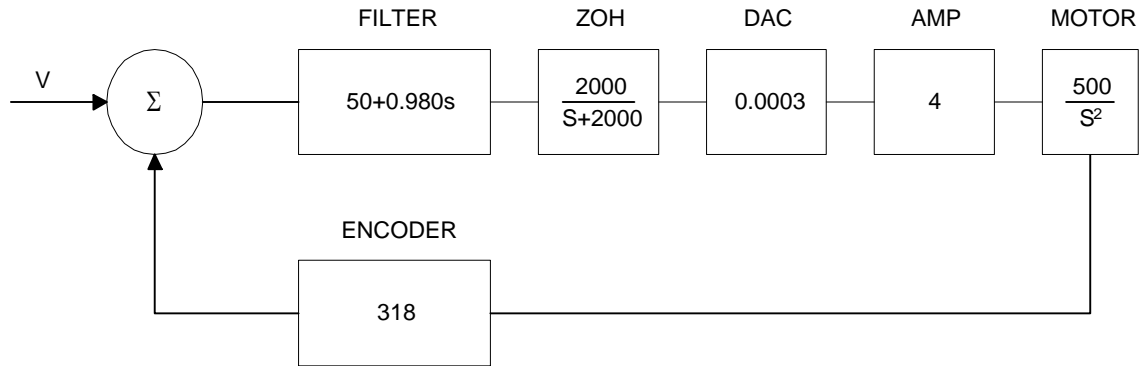 FILTER ZOH DAC AMP MOTOR
V
Σ
50+0.980s
2000
S+2000
0.0003
4
500
S²
ENCODER
318